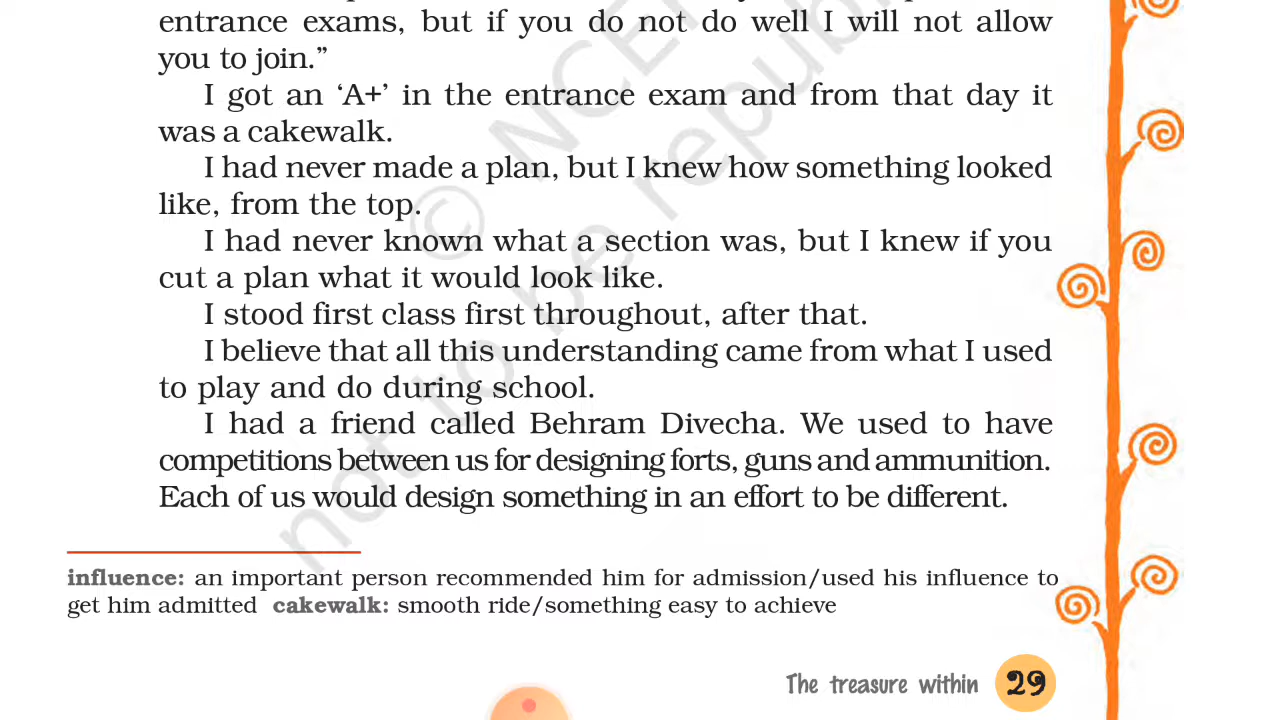 entrance exams, but if you do not do well I will not allow
you to join.”
I got an ‘A+’ in the entrance exam and from that day it
was a cakewalk.
I had never made a plan, but I knew how something looked
like, from the top.
I had never known what a section was, but I knew if you
cut a plan what it would look like.
I stood first class first throughout, after that.
I believe that all this understanding came from what I used
to play and do during school.
I had a friend called Behram Divecha. We used to have
competitions between us for designing forts, guns and ammunition.
Each of us would design something in an effort to be different.
influence: an important person recommended him for admission/used his influence to
get him admitted cakewalk: smooth ride/something easy to achieve
The treasure within 29
© NCER
not to be republi